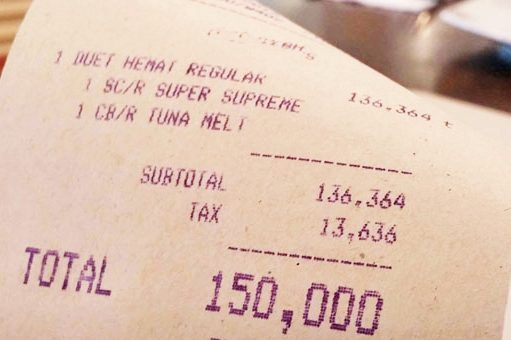 1 DUET HEMAT REGULAR 136,364 t
1 SC/R SUPER SUPREME
1 CB/R TUNA MELT
SUBTOTAL 136,364
TAX 13,636
TOTAL 150,000